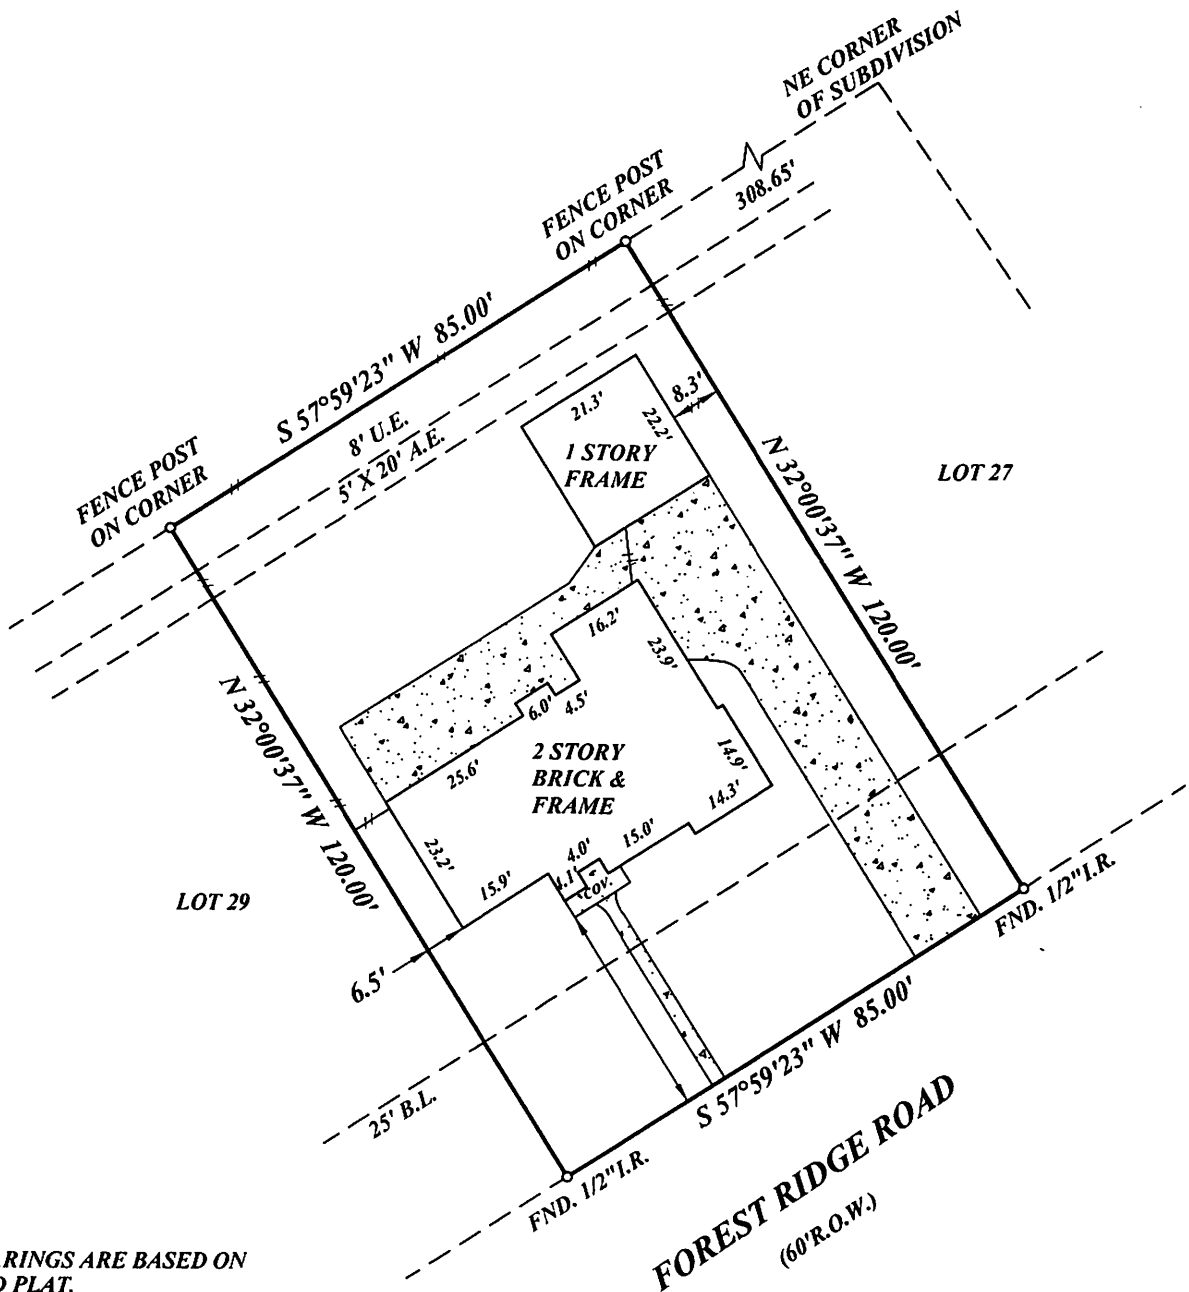 NE CORNER
OF SUBDIVISION
308.65'
FENCE POST
ON CORNER
S 57°59'23" W 85.00'
8' U.E.
5' X 20' A.E.
FENCE POST
ON CORNER
21.3'
22.2'
8.3'
1 STORY
FRAME
N 32°00'37" W 120.00'
LOT 27
16.2'
23.9'
6.0'
4.5'
25.6'
2 STORY
BRICK &
FRAME
14.9'
14.3'
15.0'
4.0'
COV.
15.9'
23.2'
N 32°00'37" W 120.00'
LOT 29
6.5'
25' B.L.
FND. 1/2" I.R.
S 57°59'23" W 85.00'
FND. 1/2" I.R.
FOREST RIDGE ROAD
(60'R.O.W.)
RINGS ARE BASED ON
PLAT.